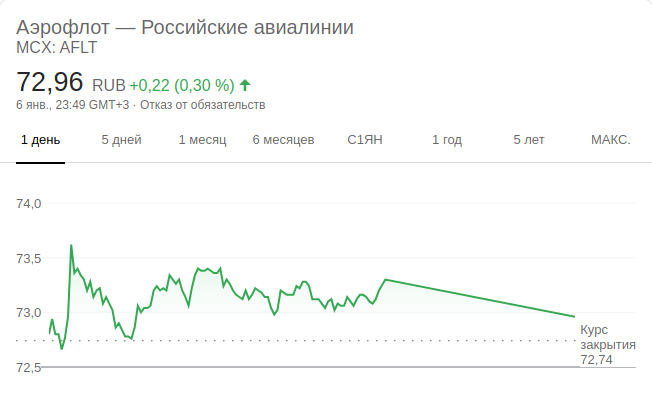 Аэрофлот — Российские авиалинии
MCX: AFLT
72,96 RUB +0,22 (0,30 %)
6 янв., 23:49 GMT+3 · Отказ от обязательств
1 день 5 дней 1 месяц 6 месяцев С1ЯН 1 год 5 лет МАКС.
74,0
73,5
73,0
Курс
закрытия
72,74
72,5